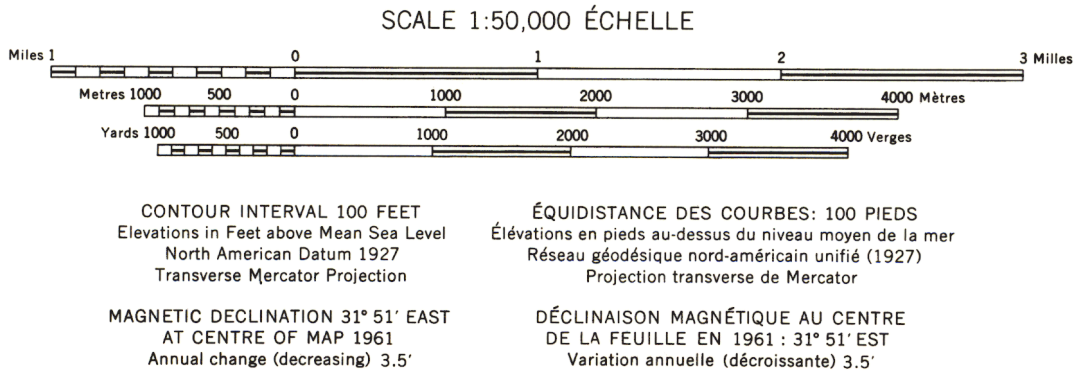 SCALE 1:50,000 ÉCHELLE
Miles 1 0 1 2 3 Milles
Metres 1000 500 0 1000 2000 3000 4000 Mètres
Yards 1000 500 0 1000 2000 3000 4000 Verges
CONTOUR INTERVAL 100 FEET
Elevations in Feet above Mean Sea Level
North American Datum 1927
Transverse Mercator Projection
ÉQUIDISTANCE DES COURBES: 100 PIEDS
Élévations en pieds au-dessus du niveau moyen de la mer
Réseau géodésique nord-américain unifié (1927)
Projection transverse de Mercator
MAGNETIC DECLINATION 31° 51′ EAST
AT CENTRE OF MAP 1961
Annual change (decreasing) 3.5′
DÉCLINAISON MAGNÉTIQUE AU CENTRE
DE LA FEUILLE EN 1961 : 31° 51′ EST
Variation annuelle (décroissante) 3.5′